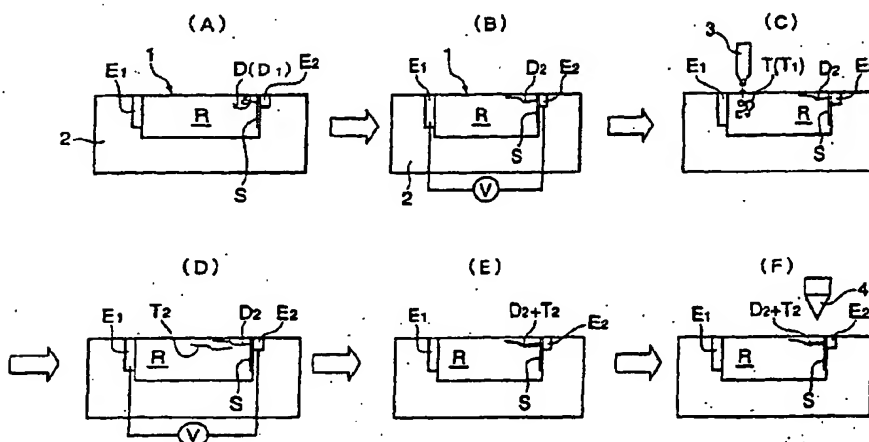 (A) (B) (C)
1 D(D1) E2 E1 R 2 S
1 E1 D2 E2 R S 2 V
3 E1 T(T1) D2 E R S
(D) (E) (F)
T2 D2 E2 E1 R S V
D2+T2 E1 E2 R S
4 D2+T2 E2 E1 R S